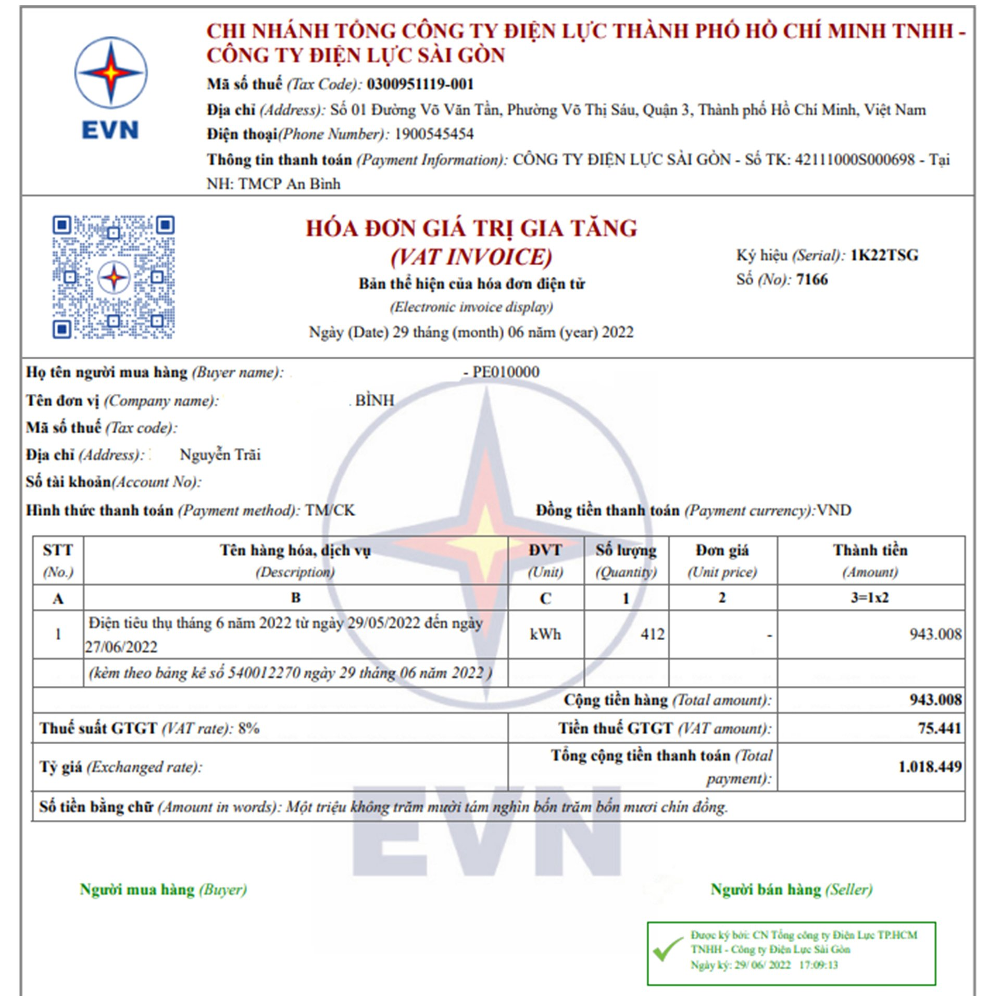 CHI NHÁNH TỔNG CÔNG TY ĐIỆN LỰC THÀNH PHỐ HỒ CHÍ MINH TNHH -
CÔNG TY ĐIỆN LỰC SÀI GÒN
EVN
Mã số thuế (Tax Code): 0300951119-001
Địa chỉ (Address): Số 01 Đường Võ Văn Tần, Phường Võ Thị Sáu, Quận 3, Thành phố Hồ Chí Minh, Việt Nam
Điện thoại(Phone Number): 1900545454
Thông tin thanh toán (Payment Information): CÔNG TY ĐIỆN LỰC SÀI GÒN - Số TK: 42111000S000698 - Tại
NH: TMCP An Bình
HÓA ĐƠN GIÁ TRỊ GIA TĂNG
(VAT INVOICE)
Bản thể hiện của hóa đơn điện tử
(Electronic invoice display)
Ngày (Date) 29 tháng (month) 06 năm (year) 2022
Ký hiệu (Serial): 1K22TSG
Số (No): 7166
Họ tên người mua hàng (Buyer name): - PE010000
Tên đơn vị (Company name): BÌNH
Mã số thuế (Tax code):
Địa chỉ (Address): Nguyễn Trãi
Số tài khoản(Account No):
Hình thức thanh toán (Payment method): TM/CK Đồng tiền thanh toán (Payment currency):VND
STT Tên hàng hóa, dịch vụ ĐVT Số lượng Đơn giá Thành tiền
(No.) (Description) (Unit) (Quantity) (Unit price) (Amount)
A B C 1 2 3=1x2
1 Điện tiêu thụ tháng 6 năm 2022 từ ngày 29/05/2022 đến ngày
27/06/2022 kWh 412 - 943.008
(kèm theo bảng kê số 540012270 ngày 29 tháng 06 năm 2022 )
Cộng tiền hàng (Total amount): 943.008
Thuế suất GTGT (VAT rate): 8% Tiền thuế GTGT (VAT amount): 75.441
Tỷ giá (Exchanged rate): Tổng cộng tiền thanh toán (Total
payment): 1.018.449
Số tiền bằng chữ (Amount in words): Một triệu không trăm mười tám nghìn bốn trăm bốn mươi chín đồng.
EVN
Người mua hàng (Buyer) Người bán hàng (Seller)
Được ký bởi: CN Tổng công ty Điện Lực TP.HCM
TNHH - Công ty Điện Lực Sài Gòn
Ngày ký: 29/ 06/ 2022 17:09:13